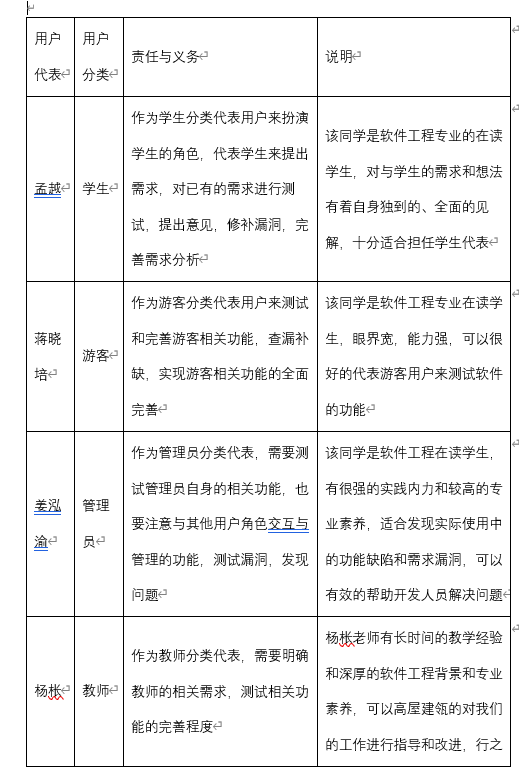 用户
代表
用户
分类
责任与义务
说明
孟越
学生
作为学生分类代表用户来扮演
学生的角色，代表学生来提出
需求，对已有的需求进行测
试，提出意见，修补漏洞，完
善需求分析
该同学是软件工程专业的在读
学生，对与学生的需求和想法
有着自身独到的、全面的见
解，十分适合担任学生代表
蒋晓
培
游客
作为游客分类代表用户来测试
和完善游客相关功能，查漏补
缺，实现游客相关功能的全面
完善
该同学是软件工程专业在读学
生，眼界宽，能力强，可以很
好的代表游客用户来测试软件
的功能
姜泓
渝
管理
员
作为管理员分类代表，需要测
试管理员自身的相关功能，也
要注意与其他用户角色交互与
管理的功能，测试漏洞，发现
问题
该同学是软件工程在读学生，
有很强的实践内力和较高的专
业素养，适合发现实际使用中
的功能缺陷和需求漏洞，可以
有效的帮助开发人员解决问题
杨枨
教师
作为教师分类代表，需要明确
教师的相关需求，测试相关功
能的完善程度
杨枨老师有长时间的教学经验
和深厚的软件工程背景和专业
素养，可以高屋建瓴的对我们
的工作进行指导和改进，行之